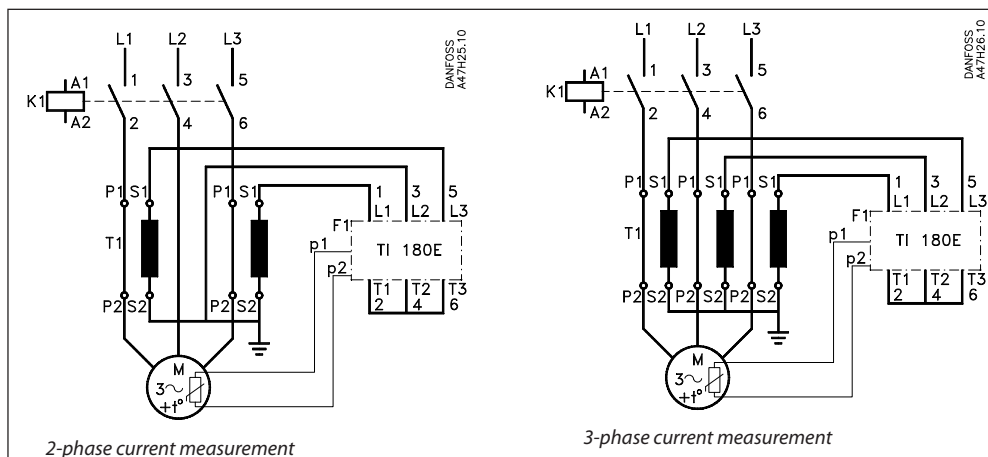 L1 L2 L3
DANFOSS
A47H25.10
K1 A1 1 3 5
A2 2 4 6
P1 S1 P1 S1 1 3 5
F1 L1 L2 L3
T1 p1 TI 180E
p2
P2 S2 P2 S2 T1 T2 T3
2 4 6
M
3~
+t°
2-phase current measurement
L1 L2 L3
DANFOSS
A47H26.10
K1 A1 1 3 5
A2 2 4 6
P1 S1 P1 S1 P1 S1 1 3 5
F1 L1 L2 L3
T1 p1 TI 180E
p2
P2 S2 P2 S2 P2 S2 T1 T2 T3
2 4 6
M
3~
+t°
3-phase current measurement